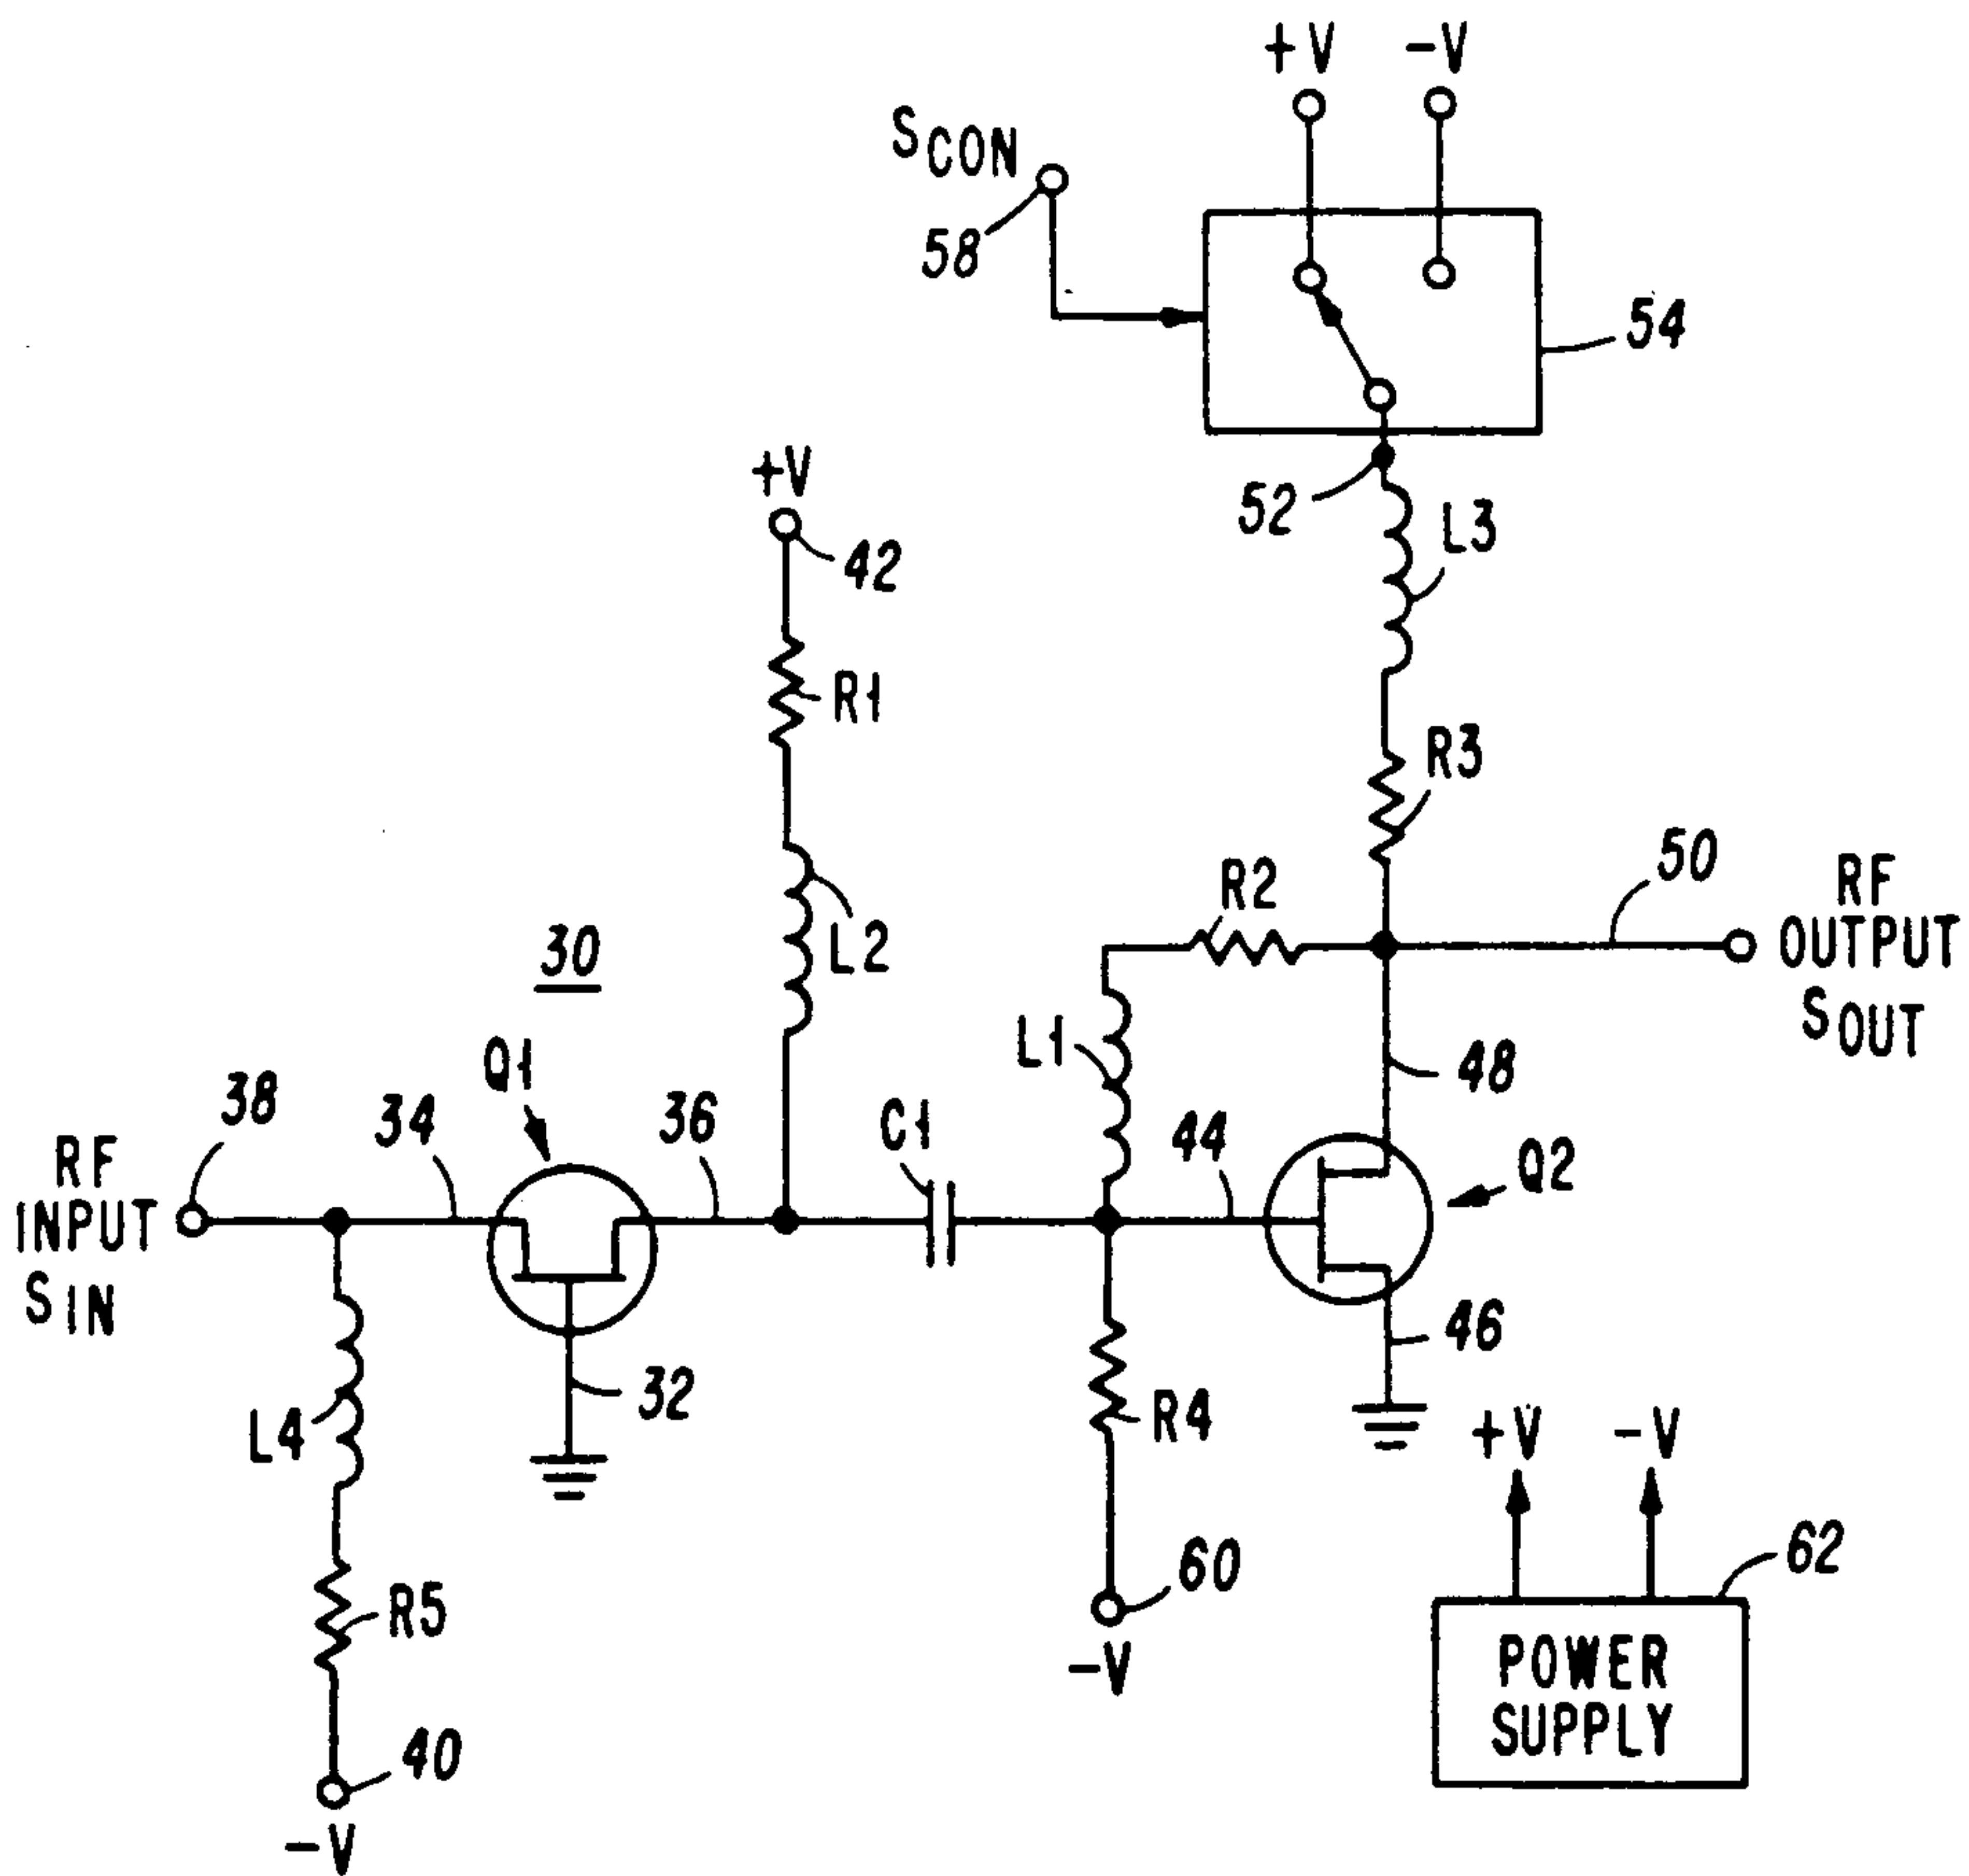 +V
-V
SCON
58
54
+V
52
L3
42
R1
R3
50
R2
RF
OUTPUT
SOUT
L2
30
Q1
L1
48
38
34
36
C1
44
Q2
RF
INPUT
SIN
46
32
L4
R4
+V
-V
60
62
R5
-V
POWER
SUPPLY
40
-V